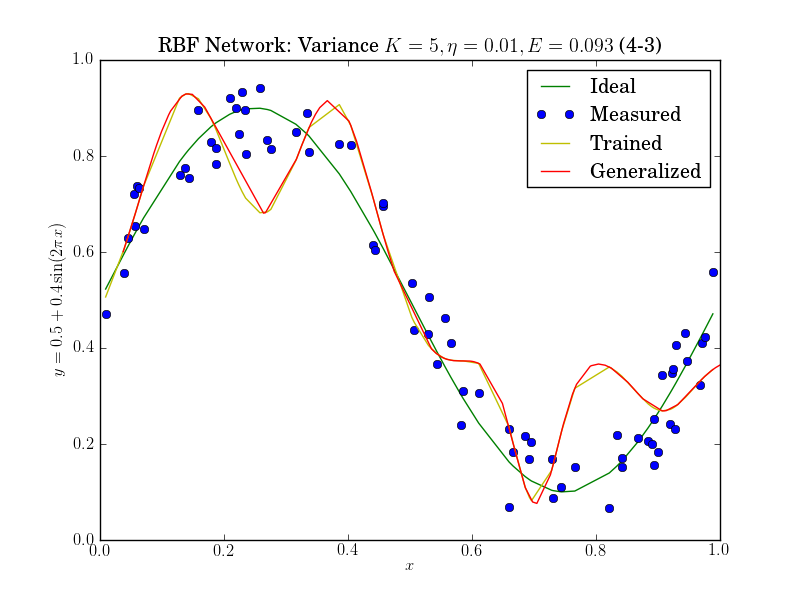 RBF Network: Variance K = 5, η = 0.01, E = 0.093 (4-3)
1.0
0.8
0.6
0.4
0.2
0.0
y = 0.5 + 0.4 sin(2πx)
Ideal
Measured
Trained
Generalized
0.0 0.2 0.4 0.6 0.8 1.0
x